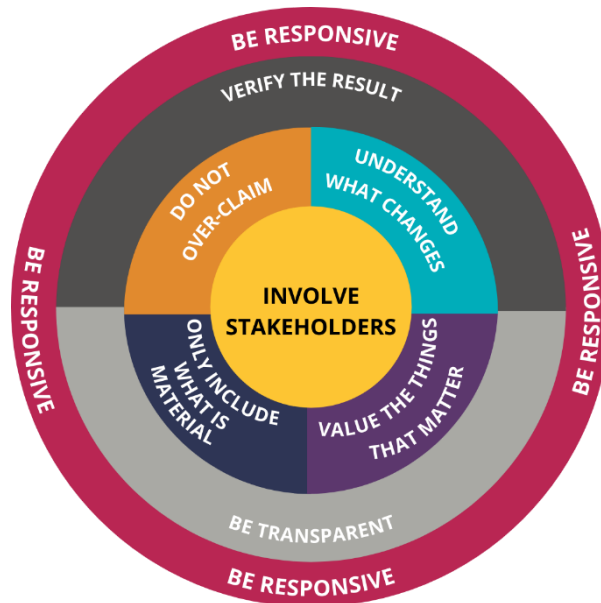 BE RESPONSIVE
VERIFY THE RESULT
DO NOT
OVER-CLAIM
UNDERSTAND
WHAT CHANGES
BE RESPONSIVE
INVOLVE
STAKEHOLDERS
BE RESPONSIVE
ONLY INCLUDE
WHAT IS
MATERIAL
VALUE THE THINGS
THAT MATTER
BE TRANSPARENT
BE RESPONSIVE